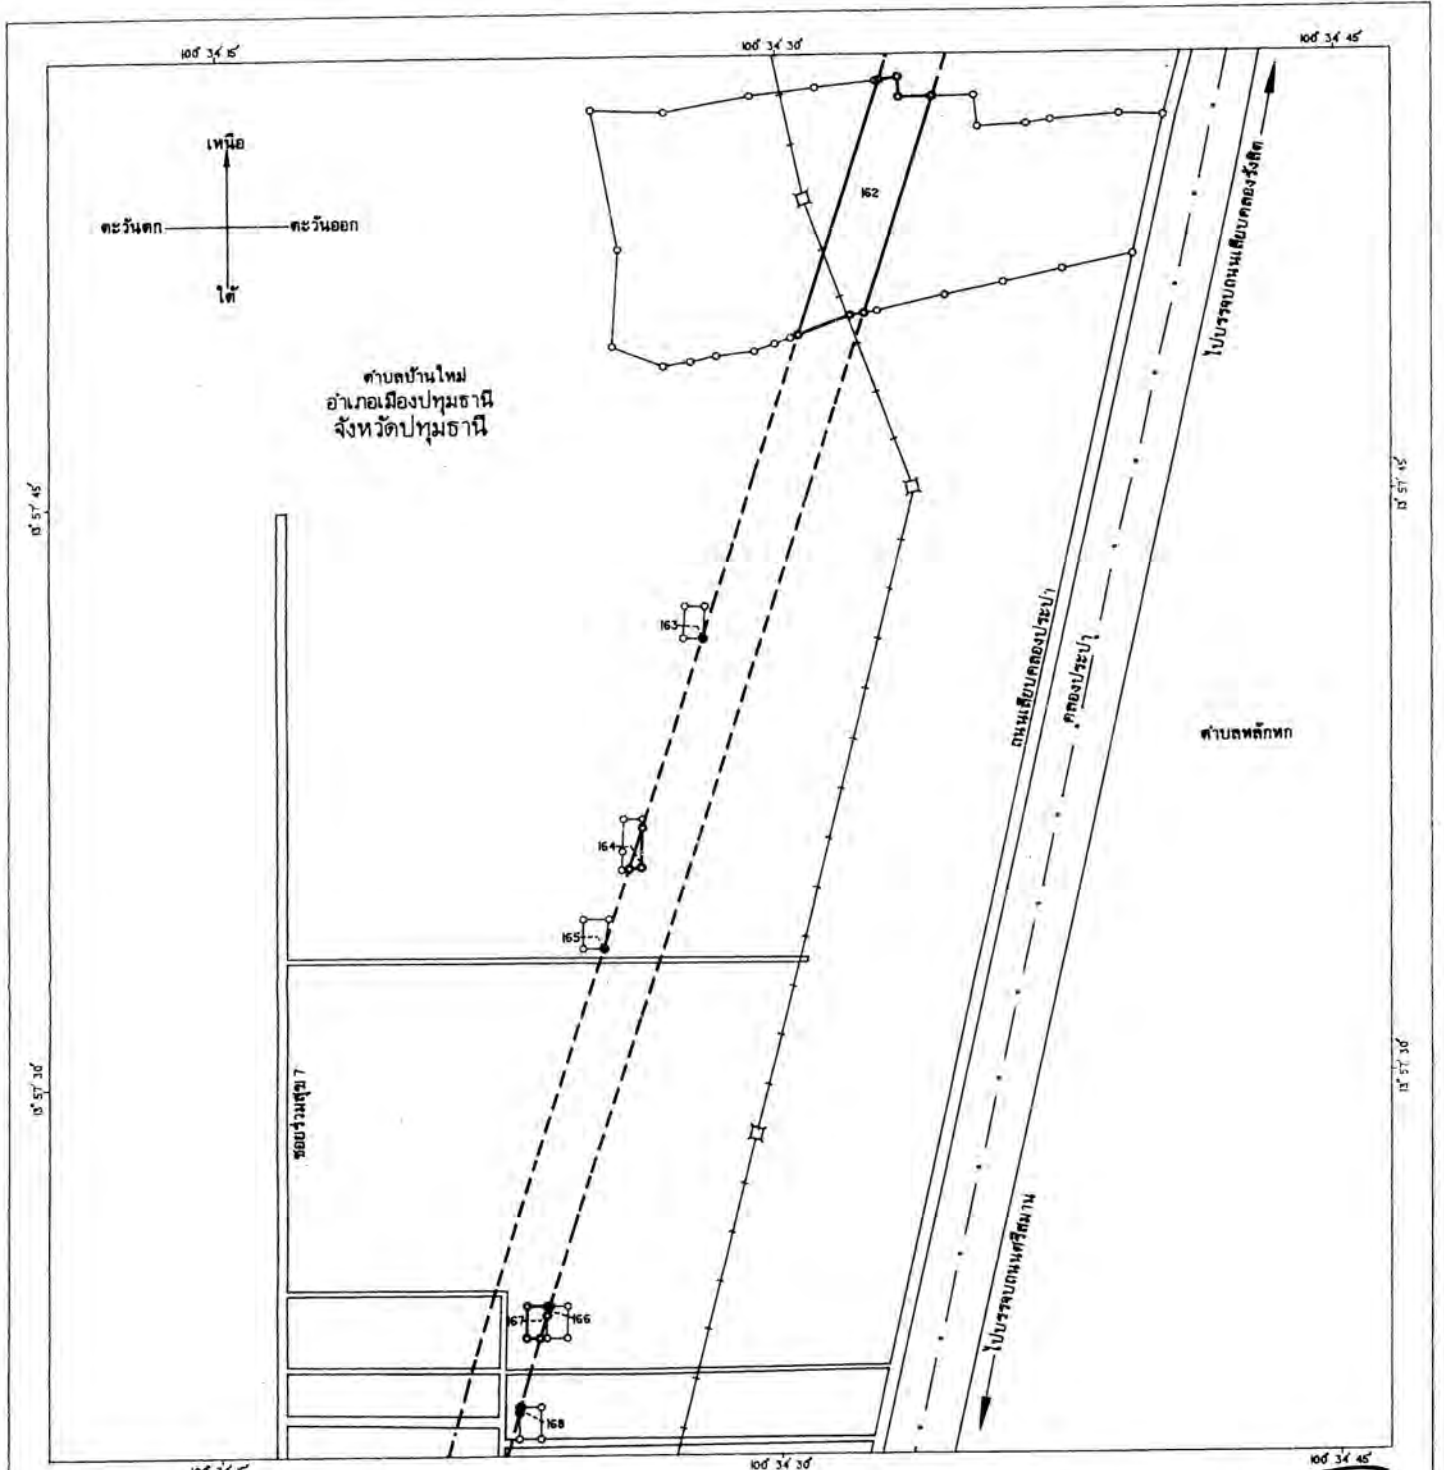 100° 34' 15"
100° 34' 30"
100° 34' 45"
เหนือ
ตะวันตก
ตะวันออก
ใต้
162
ไปบรรจบถนนเลียบคลองรังสิต
ตำบลบ้านใหม่
อำเภอเมืองปทุมธานี
จังหวัดปทุมธานี
13° 57' 45"
13° 57' 45"
163
ถนนเลียบคลองประปา
คลองประปา
ตำบลหลักหก
164
165
13° 57' 30"
13° 57' 30"
ซอยร่วมสุข 7
ไปบรรจบถนนศรีสมาน
167
166
168
100° 34' 30"
100° 34' 45"